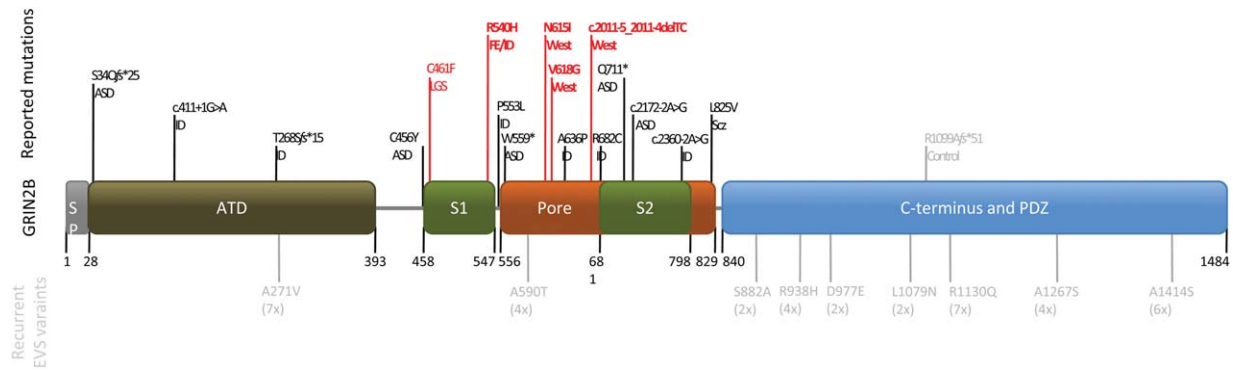 Reported mutations
R540H
FE/ID
N615I
West
c.2011-5_2011-4delTC
West
S34Qfs*25
ASD
C461F
LGS
V618G
West
Q711*
ASD
c.411+1G>A
ID
P553L
ID
c.2172-2A>G
ASD
L825V
Scz
T268Sfs*15
ID
C456Y
ASD
W559*
ASD
A636P
ID
R682C
ID
c.2360-2A>G
ID
R1099Afs*51
Control
GRIN2B
SP
ATD
S1
Pore
S2
C-terminus and PDZ
1 28 393 458 547 556 68 798 829 840 1484
1
Recurrent
EVS varaints
A271V
(7x)
A590T
(4x)
S882A
(2x)
R938H
(4x)
D977E
(2x)
L1079N
(2x)
R1130Q
(7x)
A1267S
(4x)
A1414S
(6x)